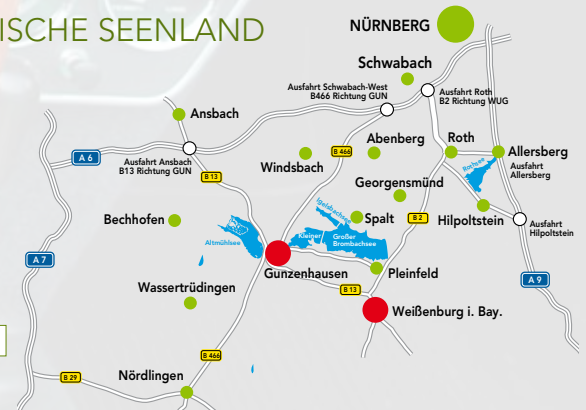 ISCHE SEENLAND
NÜRNBERG
Schwabach
Ausfahrt Schwabach-West
B466 Richtung GUN
Ausfahrt Roth
B2 Richtung WUG
Ansbach
A 6
Ausfahrt Ansbach
B13 Richtung GUN
B 13
Windsbach
B 466
Abenberg
Roth
Allersberg
Ausfahrt
Allersberg
Rothsee
Georgensmünd
Igelsbachsee
Spalt
B 2
Hilpoltstein
Ausfahrt
Hilpoltstein
Bechhofen
Altmühlsee
Kleiner
Großer
Brombachsee
A 7
Gunzenhausen
Pleinfeld
A 9
Wassertrüdingen
B 13
Weißenburg i. Bay.
B 466
B 29
Nördlingen